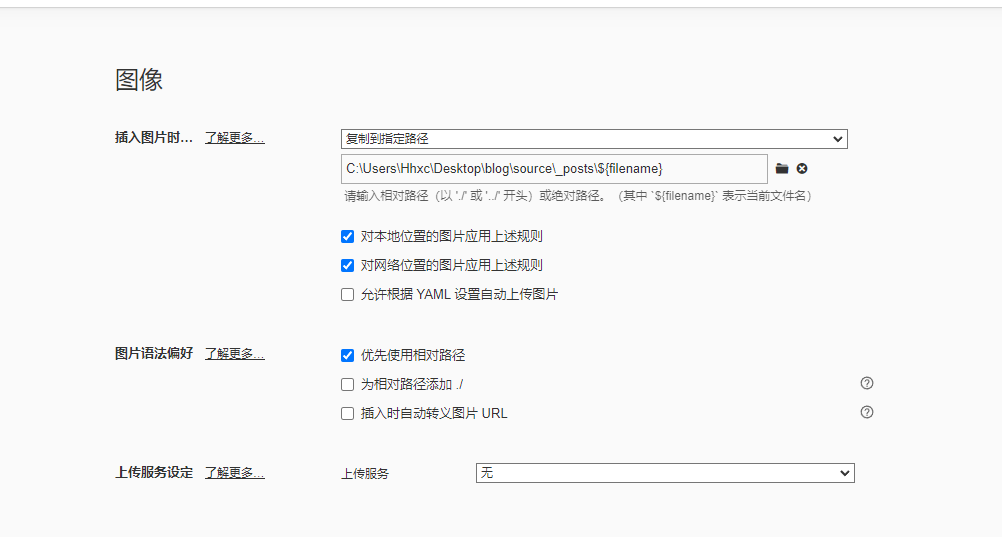 图像
插入图片时... 了解更多... 复制到指定路径
C:\Users\Hhxc\Desktop\blog\source\_posts\${filename}
请输入相对路径（以 './' 或 '../' 开头）或绝对路径。（其中 `${filename}` 表示当前文件名）
对本地位置的图片应用上述规则
对网络位置的图片应用上述规则
允许根据 YAML 设置自动上传图片
图片语法偏好 了解更多... 优先使用相对路径
为相对路径添加 ./
插入时自动转义图片 URL
上传服务设定 了解更多... 上传服务 无